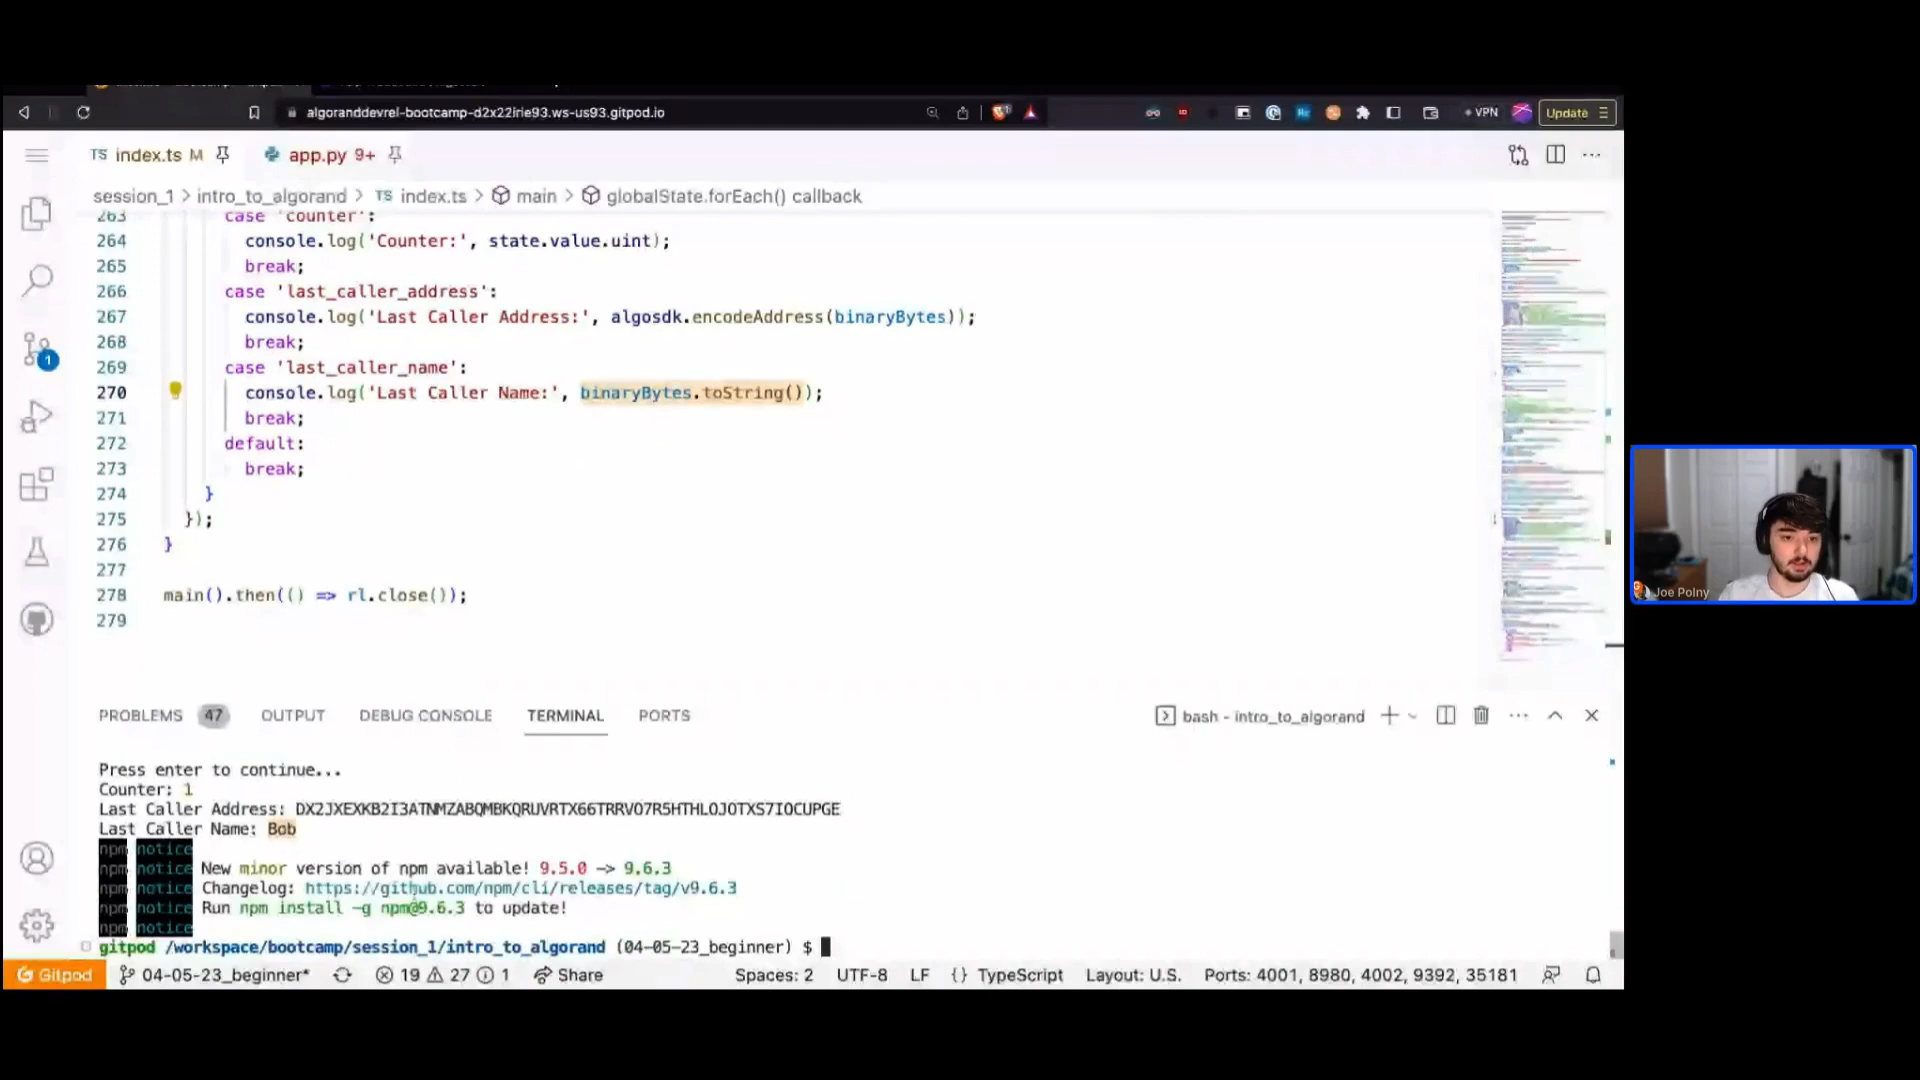 algoranddevrel-bootcamp-d2x22irie93.ws-us93.gitpod.io
VPN
Update
TS index.ts M
app.py 9+
session_1 > intro_to_algorand > TS index.ts > main > globalState.forEach() callback
263 case 'counter':
264 console.log('Counter:', state.value.uint);
265 break;
266 case 'last_caller_address':
267 console.log('Last Caller Address:', algosdk.encodeAddress(binaryBytes));
268 break;
269 case 'last_caller_name':
270 console.log('Last Caller Name:', binaryBytes.toString());
271 break;
272 default:
273 break;
274 }
275 });
276 }
277
278 main().then(() => rl.close());
279
Joe Polny
PROBLEMS 47 OUTPUT DEBUG CONSOLE TERMINAL PORTS
bash - intro_to_algorand
Press enter to continue...
Counter: 1
Last Caller Address: DX2JXEXKB2I3ATNMZABQMBKQRUVRTX66TRRVO7R5HTHLOJOTXS7IOCUPGE
Last Caller Name: Bob
npm notice
npm notice New minor version of npm available! 9.5.0 -> 9.6.3
npm notice Changelog: https://github.com/npm/cli/releases/tag/v9.6.3
npm notice Run npm install -g npm@9.6.3 to update!
npm notice
gitpod /workspace/bootcamp/session_1/intro_to_algorand (04-05-23_beginner) $
Gitpod 04-05-23_beginner* 19 27 1 Share Spaces: 2 UTF-8 LF {} TypeScript Layout: U.S. Ports: 4001, 8980, 4002, 9392, 35181
1